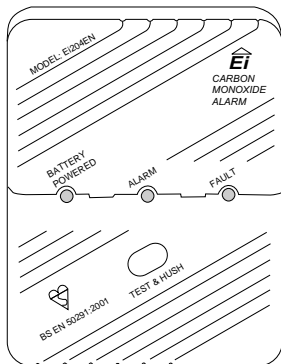 MODEL: Ei204EN
Ei
CARBON
MONOXIDE
ALARM
BATTERY
POWERED
ALARM
FAULT
TEST & HUSH
BS EN 50291:2001